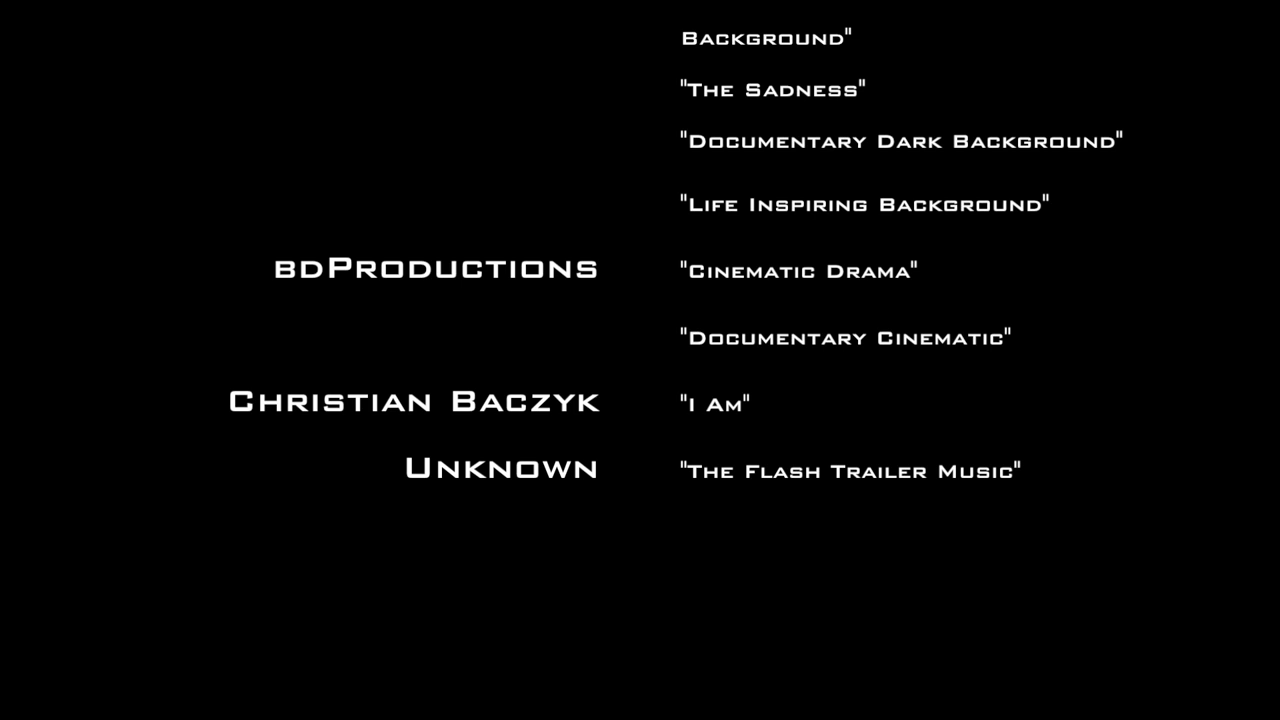 Background"
"The Sadness"
"Documentary Dark Background"
"Life Inspiring Background"
bdProductions "Cinematic Drama"
"Documentary Cinematic"
Christian Baczyk "I Am"
Unknown "The Flash Trailer Music"